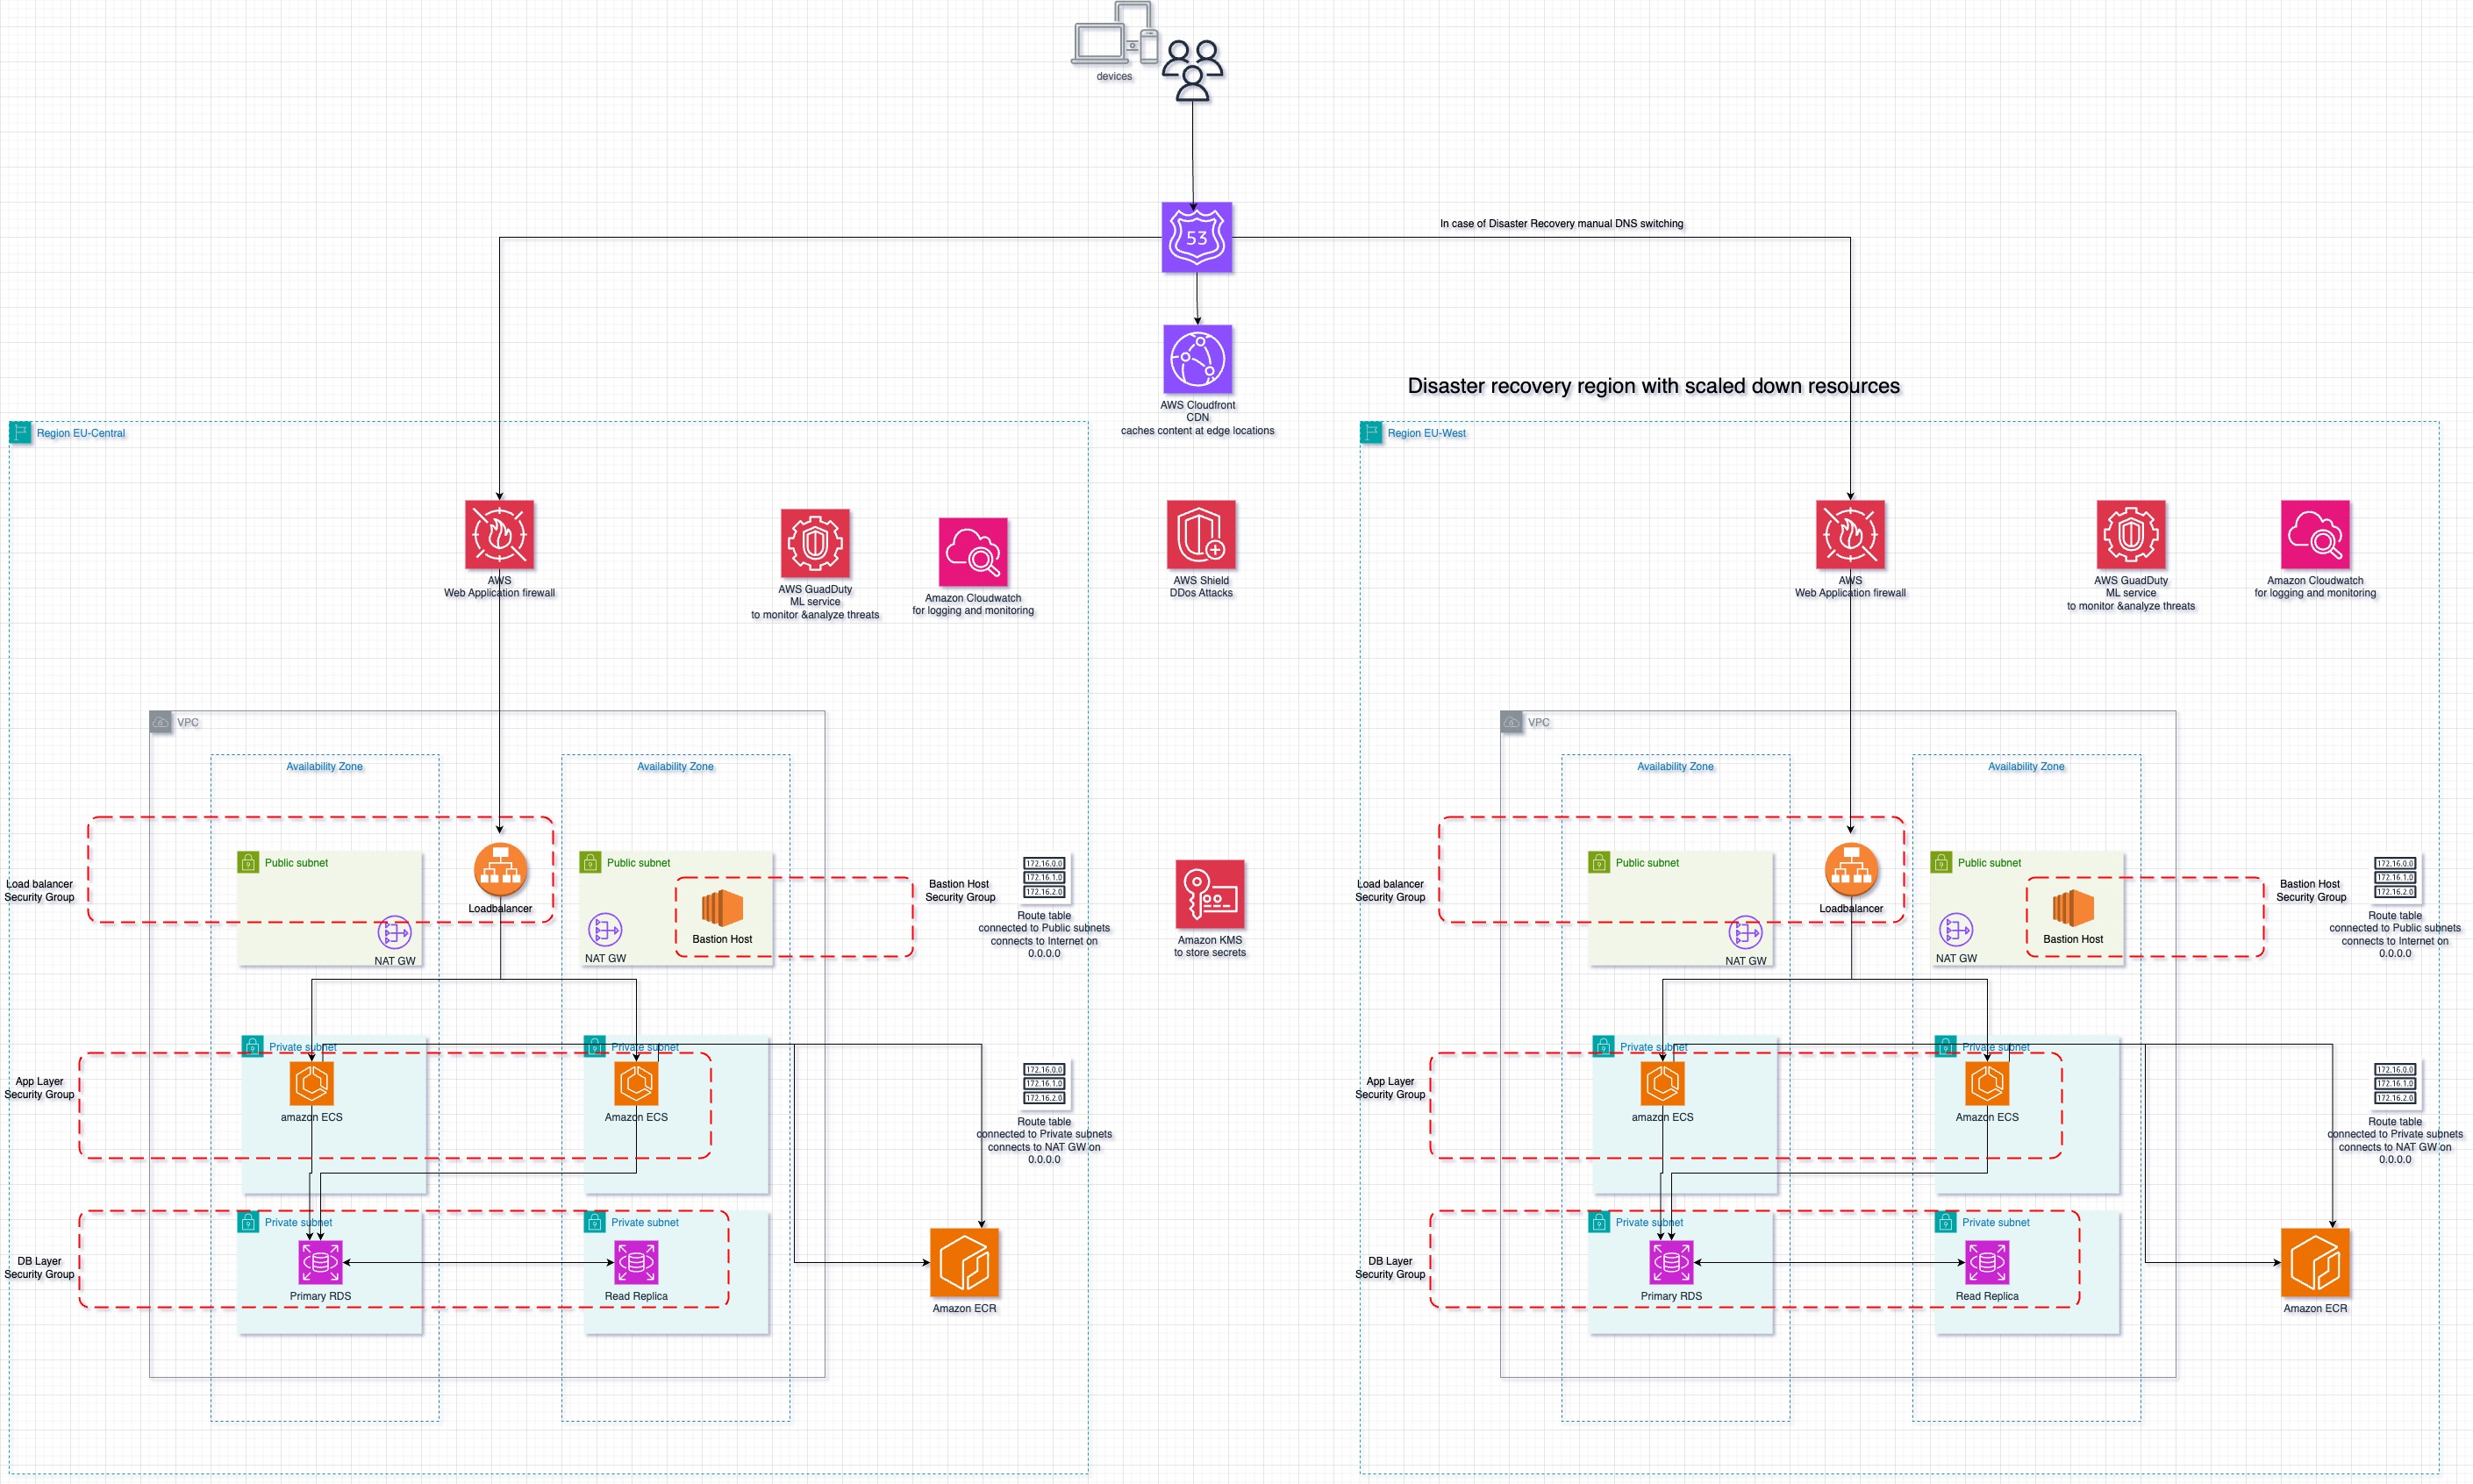 devices
53
In case of Disaster Recovery manual DNS switching
AWS Cloudfront
CDN
caches content at edge locations
Disaster recovery region with scaled down resources
Region EU-Central
AWS
Web Application firewall
AWS GuadDuty
ML service
to monitor &analyze threats
Amazon Cloudwatch
for logging and monitoring
AWS Shield
DDos Attacks
VPC
Availability Zone
Availability Zone
Load balancer
Security Group
Public subnet
NAT GW
Loadbalancer
Public subnet
NAT GW
Bastion Host
Bastion Host
Security Group
172.16.0.0
172.16.1.0
172.16.2.0
Route table
connected to Public subnets
connects to Internet on
0.0.0.0
Amazon KMS
to store secrets
App Layer
Security Group
Private subnet
amazon ECS
Private subnet
Amazon ECS
172.16.0.0
172.16.1.0
172.16.2.0
Route table
connected to Private subnets
connects to NAT GW on
0.0.0.0
DB Layer
Security Group
Private subnet
Primary RDS
Private subnet
Read Replica
Amazon ECR
Region EU-West
AWS
Web Application firewall
AWS GuadDuty
ML service
to monitor &analyze threats
Amazon Cloudwatch
for logging and monitoring
VPC
Availability Zone
Availability Zone
Load balancer
Security Group
Public subnet
NAT GW
Loadbalancer
Public subnet
NAT GW
Bastion Host
Bastion Host
Security Group
172.16.0.0
172.16.1.0
172.16.2.0
Route table
connected to Public subnets
connects to Internet on
0.0.0.0
App Layer
Security Group
Private subnet
amazon ECS
Private subnet
Amazon ECS
172.16.0.0
172.16.1.0
172.16.2.0
Route table
connected to Private subnets
connects to NAT GW on
0.0.0.0
DB Layer
Security Group
Private subnet
Primary RDS
Private subnet
Read Replica
Amazon ECR